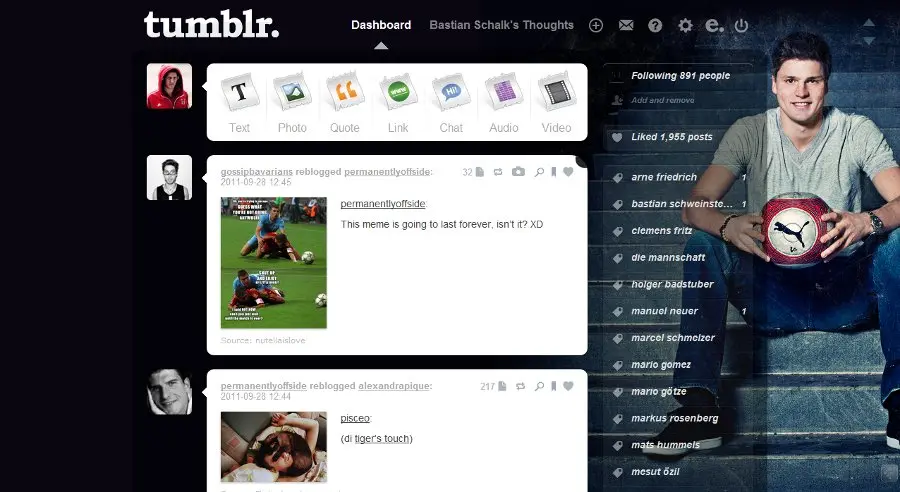 tumblr.
Dashboard
Bastian Schalk's Thoughts
Text Photo Quote Link Chat Audio Video
gossipbavarians reblogged permanentlyoffside:
2011-09-28 12:45
32
permanentlyoffside:
This meme is going to last forever, isn't it? XD
Source: nutellaislove
permanentlyoffside reblogged alexandrapique:
2011-09-28 12:44
217
pisceo:
(di tiger's touch)
Following 891 people
Add and remove
Liked 1,955 posts
arne friedrich 1
bastian schweinste... 1
clemens fritz
die mannschaft
holger badstuber
manuel neuer 1
marcel schmelzer
mario gomez
mario götze
markus rosenberg
mats hummels
mesut özil
PUMA